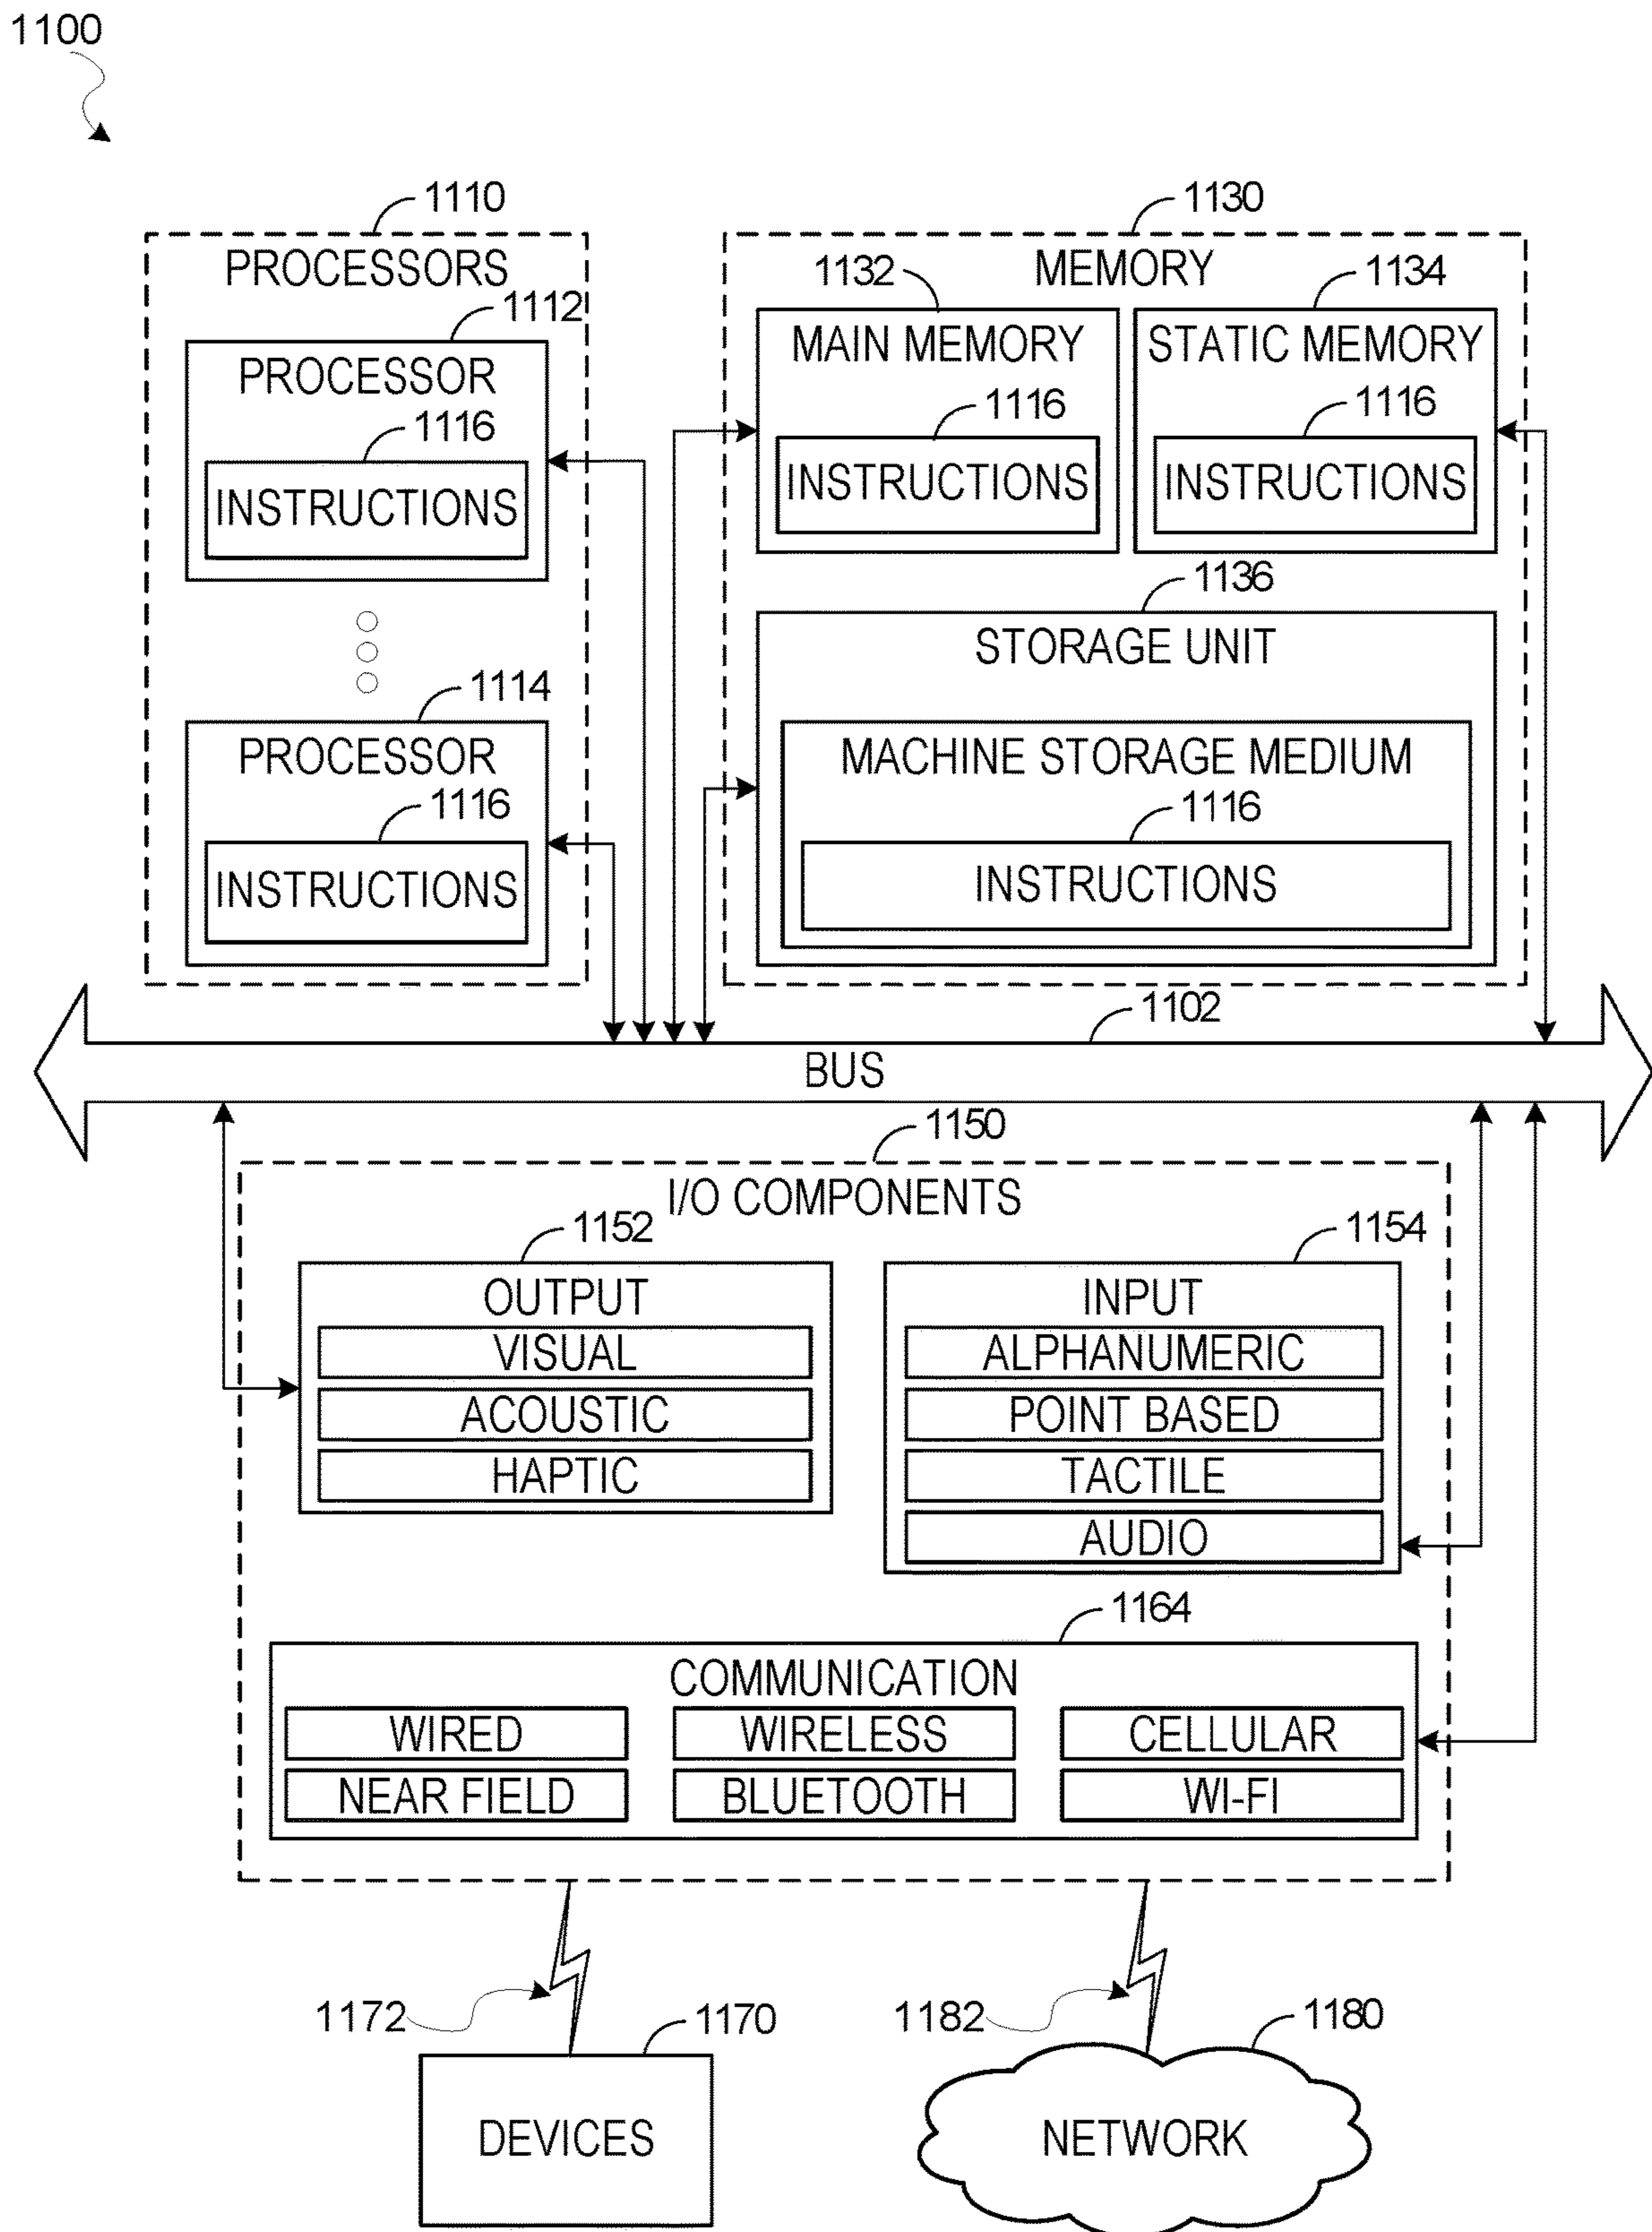 1100
1110
PROCESSORS
1112
PROCESSOR
1116
INSTRUCTIONS
1114
PROCESSOR
1116
INSTRUCTIONS
1130
MEMORY
1132
MAIN MEMORY
1116
INSTRUCTIONS
1134
STATIC MEMORY
1116
INSTRUCTIONS
1136
STORAGE UNIT
MACHINE STORAGE MEDIUM
1116
INSTRUCTIONS
1102
BUS
1150
I/O COMPONENTS
1152
OUTPUT
VISUAL
ACOUSTIC
HAPTIC
1154
INPUT
ALPHANUMERIC
POINT BASED
TACTILE
AUDIO
1164
COMMUNICATION
WIRED
WIRELESS
CELLULAR
NEAR FIELD
BLUETOOTH
WI-FI
1172
1170
DEVICES
1182
1180
NETWORK